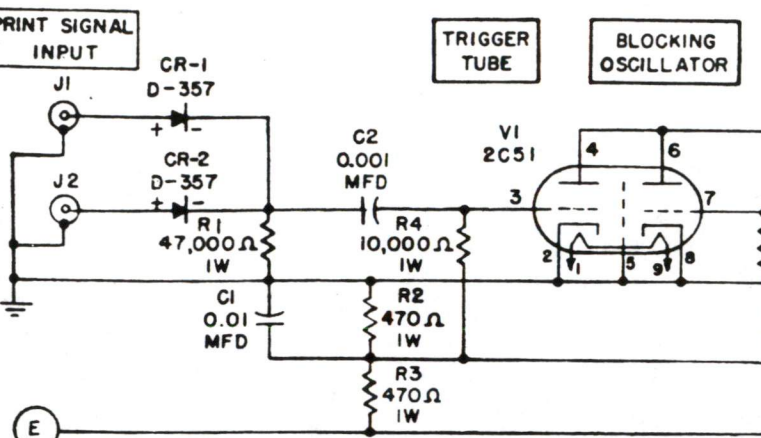 PRINT SIGNAL
INPUT
TRIGGER
TUBE
BLOCKING
OSCILLATOR
J1
CR-1
D-357
+ -
J2
CR-2
D-357
+ -
C2
0.001
MFD
V1
2C51
4
6
3
7
2
1
5
9
8
R1
47,000Ω
1W
R4
10,000Ω
1W
C1
0.01
MFD
R2
470Ω
1W
R3
470Ω
1W
E